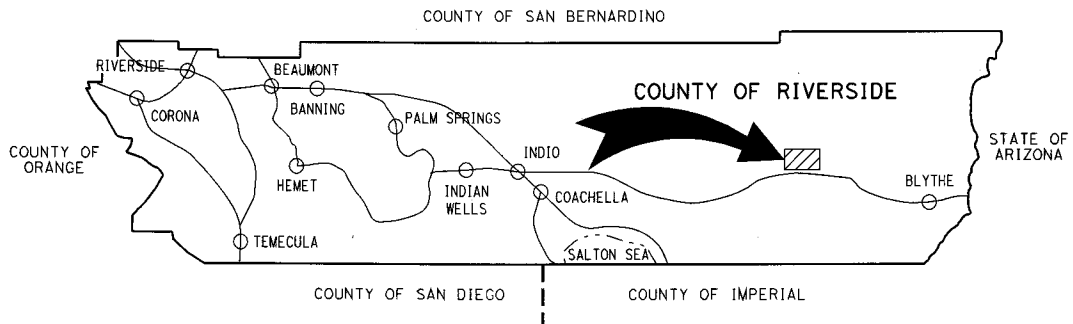 COUNTY OF SAN BERNARDINO
RIVERSIDE
BEAUMONT
BANNING
CORONA
COUNTY OF RIVERSIDE
PALM SPRINGS
COUNTY OF
ORANGE
STATE OF
ARIZONA
INDIO
HEMET
INDIAN
WELLS
COACHELLA
BLYTHE
TEMECULA
SALTON SEA
COUNTY OF SAN DIEGO
COUNTY OF IMPERIAL